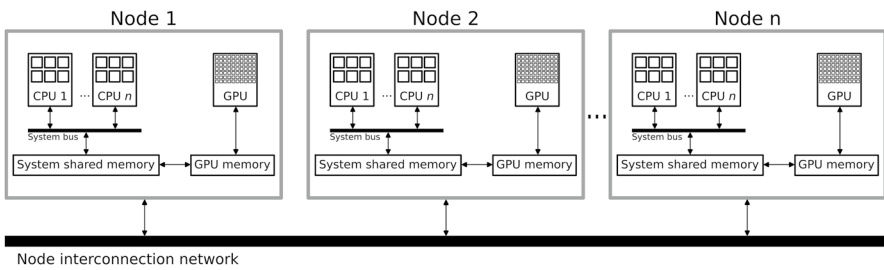 Node 1
Node 2
Node n
CPU 1 ... CPU n
GPU
CPU 1 ... CPU n
GPU
CPU 1 ... CPU n
GPU
...
System bus
System bus
System bus
System shared memory
GPU memory
System shared memory
GPU memory
System shared memory
GPU memory
Node interconnection network